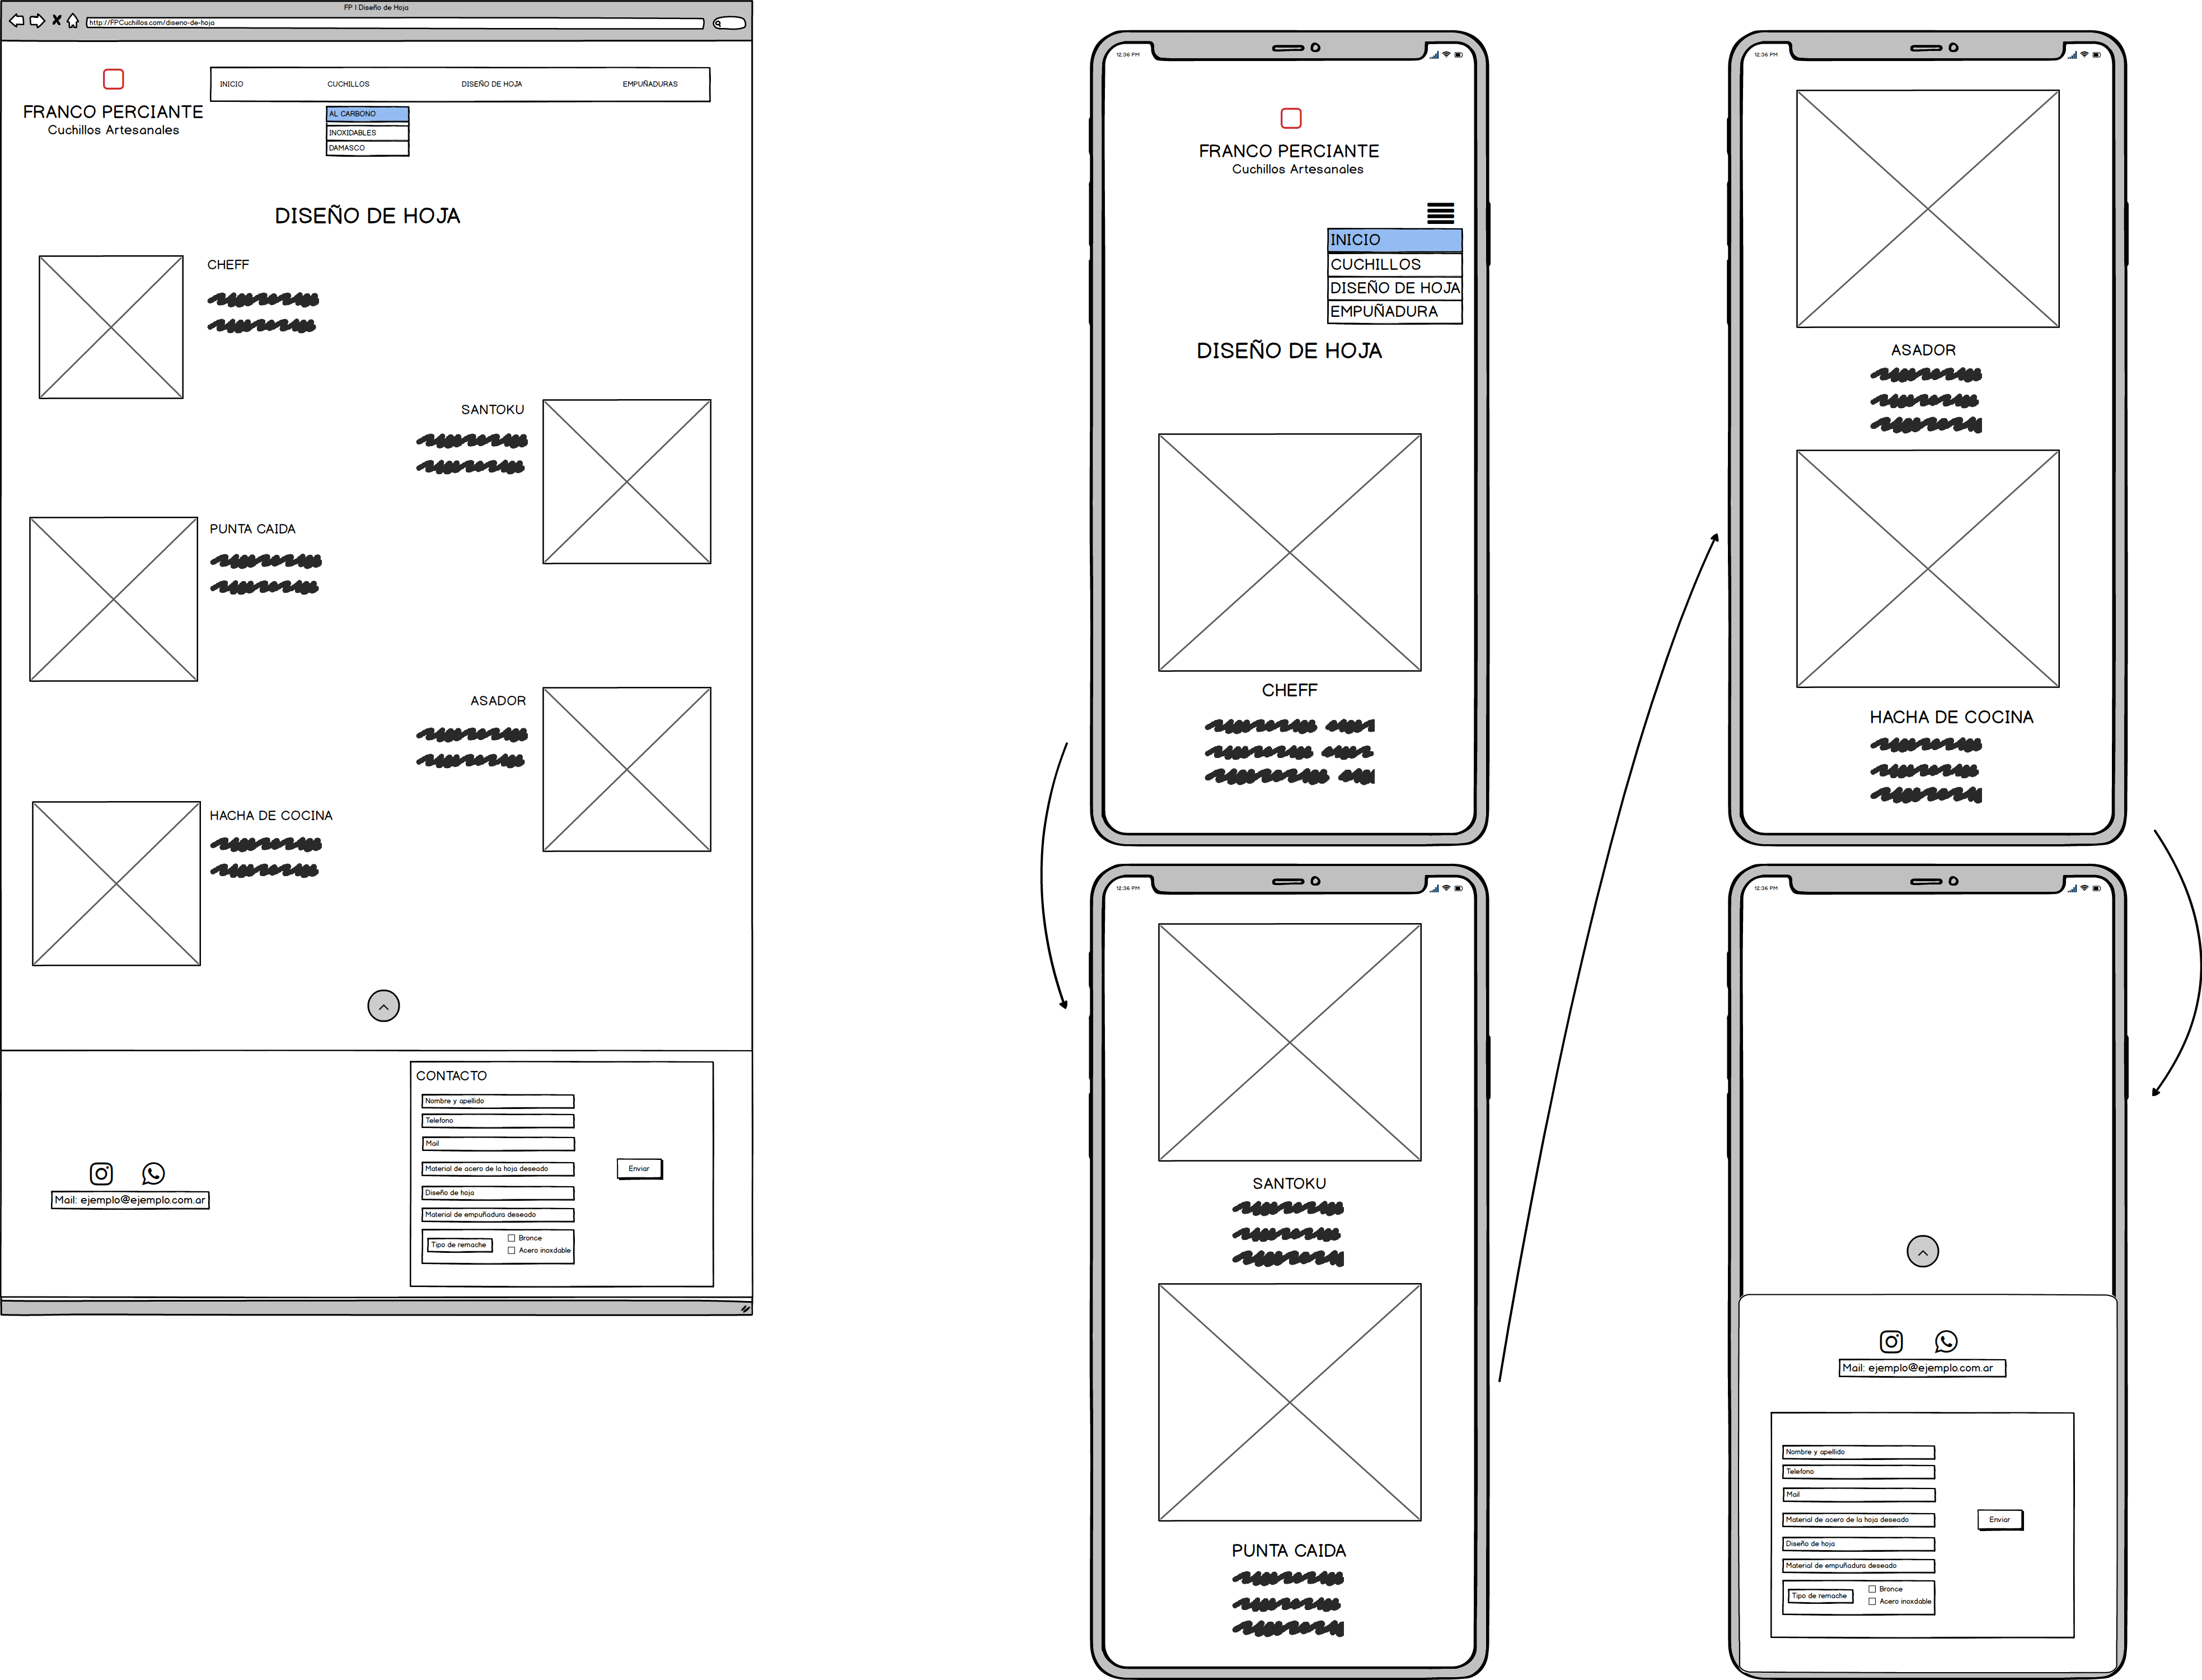 FP | Diseño de Hoja
http://FPCuchillos.com/diseno-de-hoja
INICIO CUCHILLOS DISEÑO DE HOJA EMPUÑADURAS
FRANCO PERCIANTE
Cuchillos Artesanales
AL CARBONO
INOXIDABLES
DAMASCO
DISEÑO DE HOJA
CHEFF
SANTOKU
PUNTA CAIDA
ASADOR
HACHA DE COCINA
Mail: ejemplo@ejemplo.com.ar
CONTACTO
Nombre y apellido
Telefono
Mail
Material de acero de la hoja deseado
Diseño de hoja
Material de empuñadura deseado
Tipo de remache
Bronce
Acero inoxdable
Enviar
12:36 PM
FRANCO PERCIANTE
Cuchillos Artesanales
INICIO
CUCHILLOS
DISEÑO DE HOJA
EMPUÑADURA
DISEÑO DE HOJA
CHEFF
12:36 PM
SANTOKU
PUNTA CAIDA
12:36 PM
ASADOR
HACHA DE COCINA
12:36 PM
Mail: ejemplo@ejemplo.com.ar
Nombre y apellido
Telefono
Mail
Material de acero de la hoja deseado
Diseño de hoja
Material de empuñadura deseado
Tipo de remache
Bronce
Acero inoxdable
Enviar